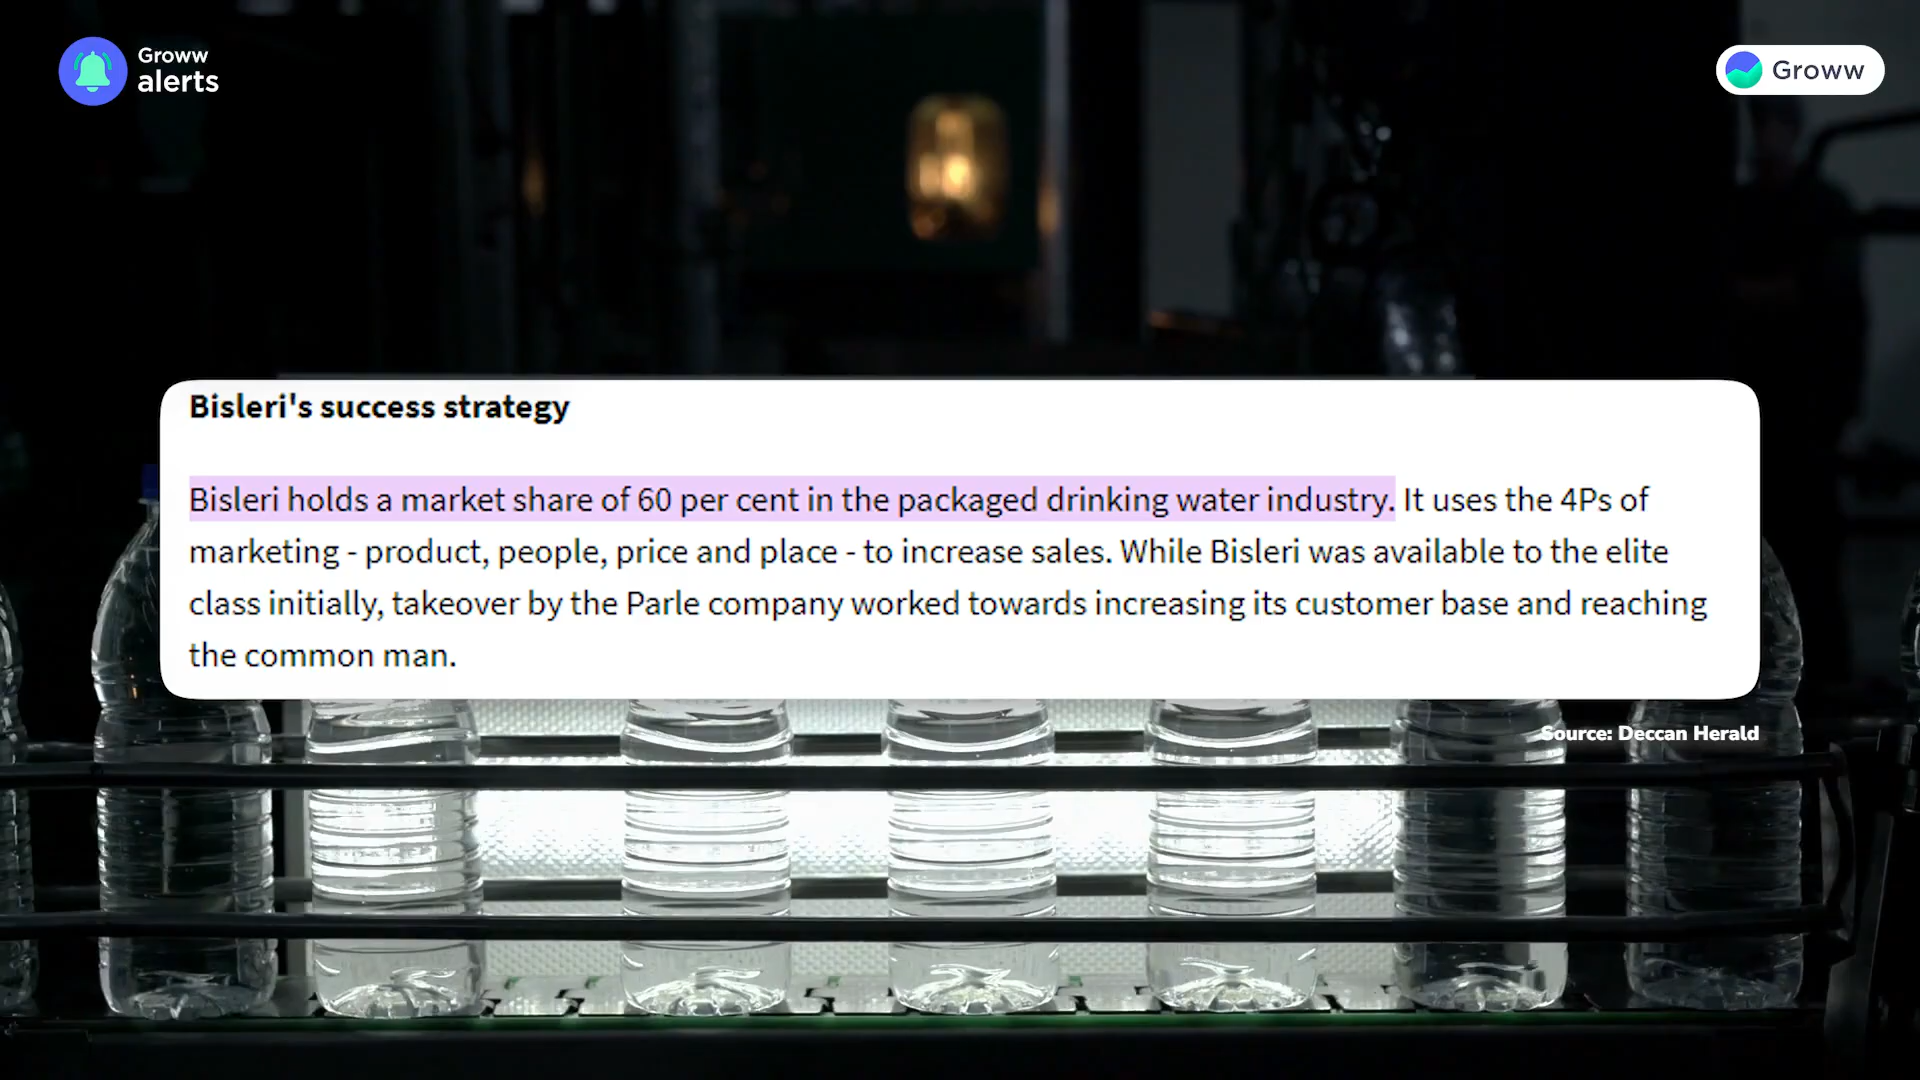 Groww
alerts
Groww
Bisleri's success strategy
Bisleri holds a market share of 60 per cent in the packaged drinking water industry. It uses the 4Ps of
marketing - product, people, price and place - to increase sales. While Bisleri was available to the elite
class initially, takeover by the Parle company worked towards increasing its customer base and reaching
the common man.
Source: Deccan Herald